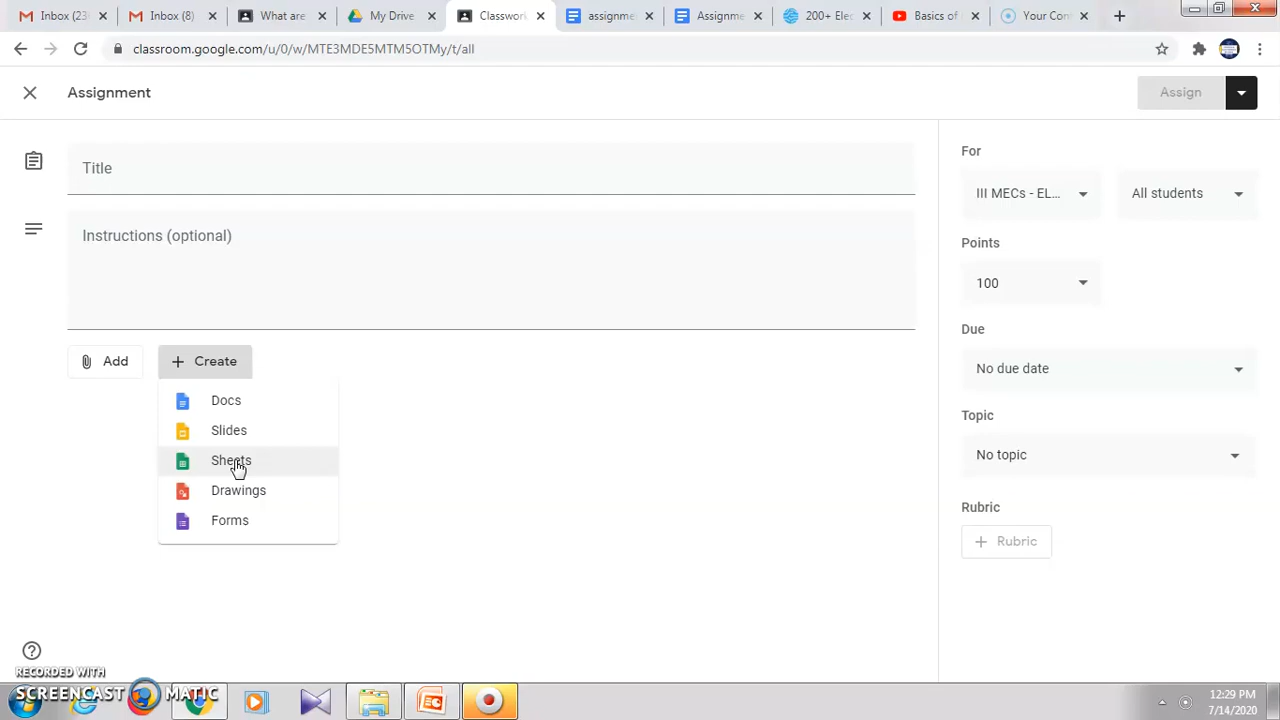 Inbox (23
Inbox (8)
What are
My Drive
Classwor
assignme
Assignme
200+ Elec
Basics of
Your Con
classroom.google.com/u/0/w/MTE3MDE5MTM5OTMy/t/all
Assignment
Assign
Title
For
III MECs - EL...
All students
Instructions (optional)
Points
100
Due
No due date
Add
Create
Docs
Slides
Sheets
Drawings
Forms
Topic
No topic
Rubric
Rubric
RECORDED WITH
SCREENCAST MATIC
12:29 PM
7/14/2020